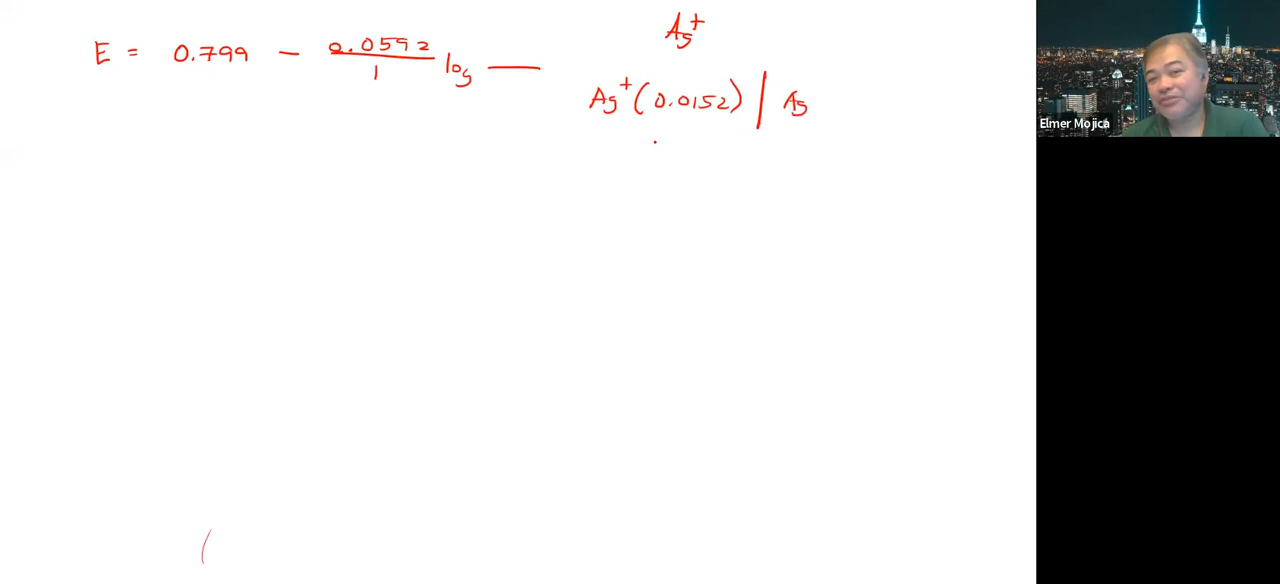 Ag+
E = 0.799 — 0.0592/1 log —
Ag+ (0.0152) | Ag
Elmer Mojica